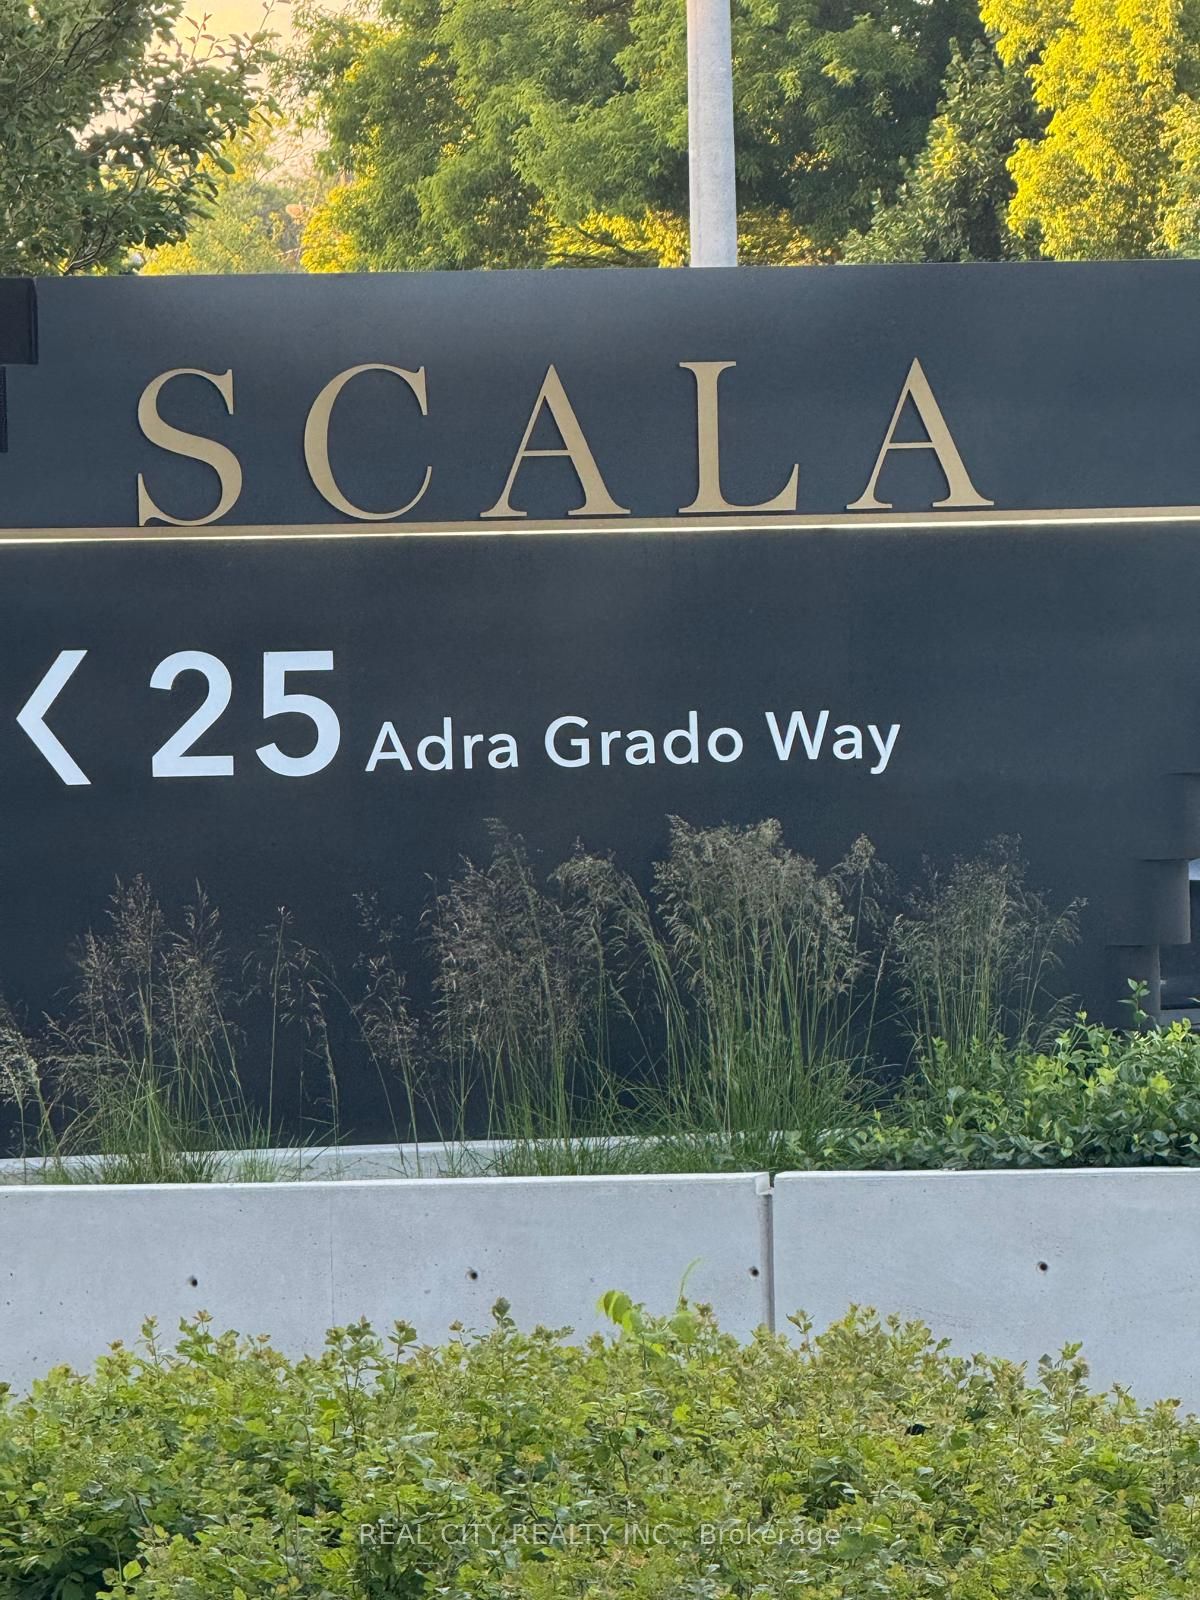 SCALA
25 Adra Grado Way
REAL CITY REALTY INC., Brokerage